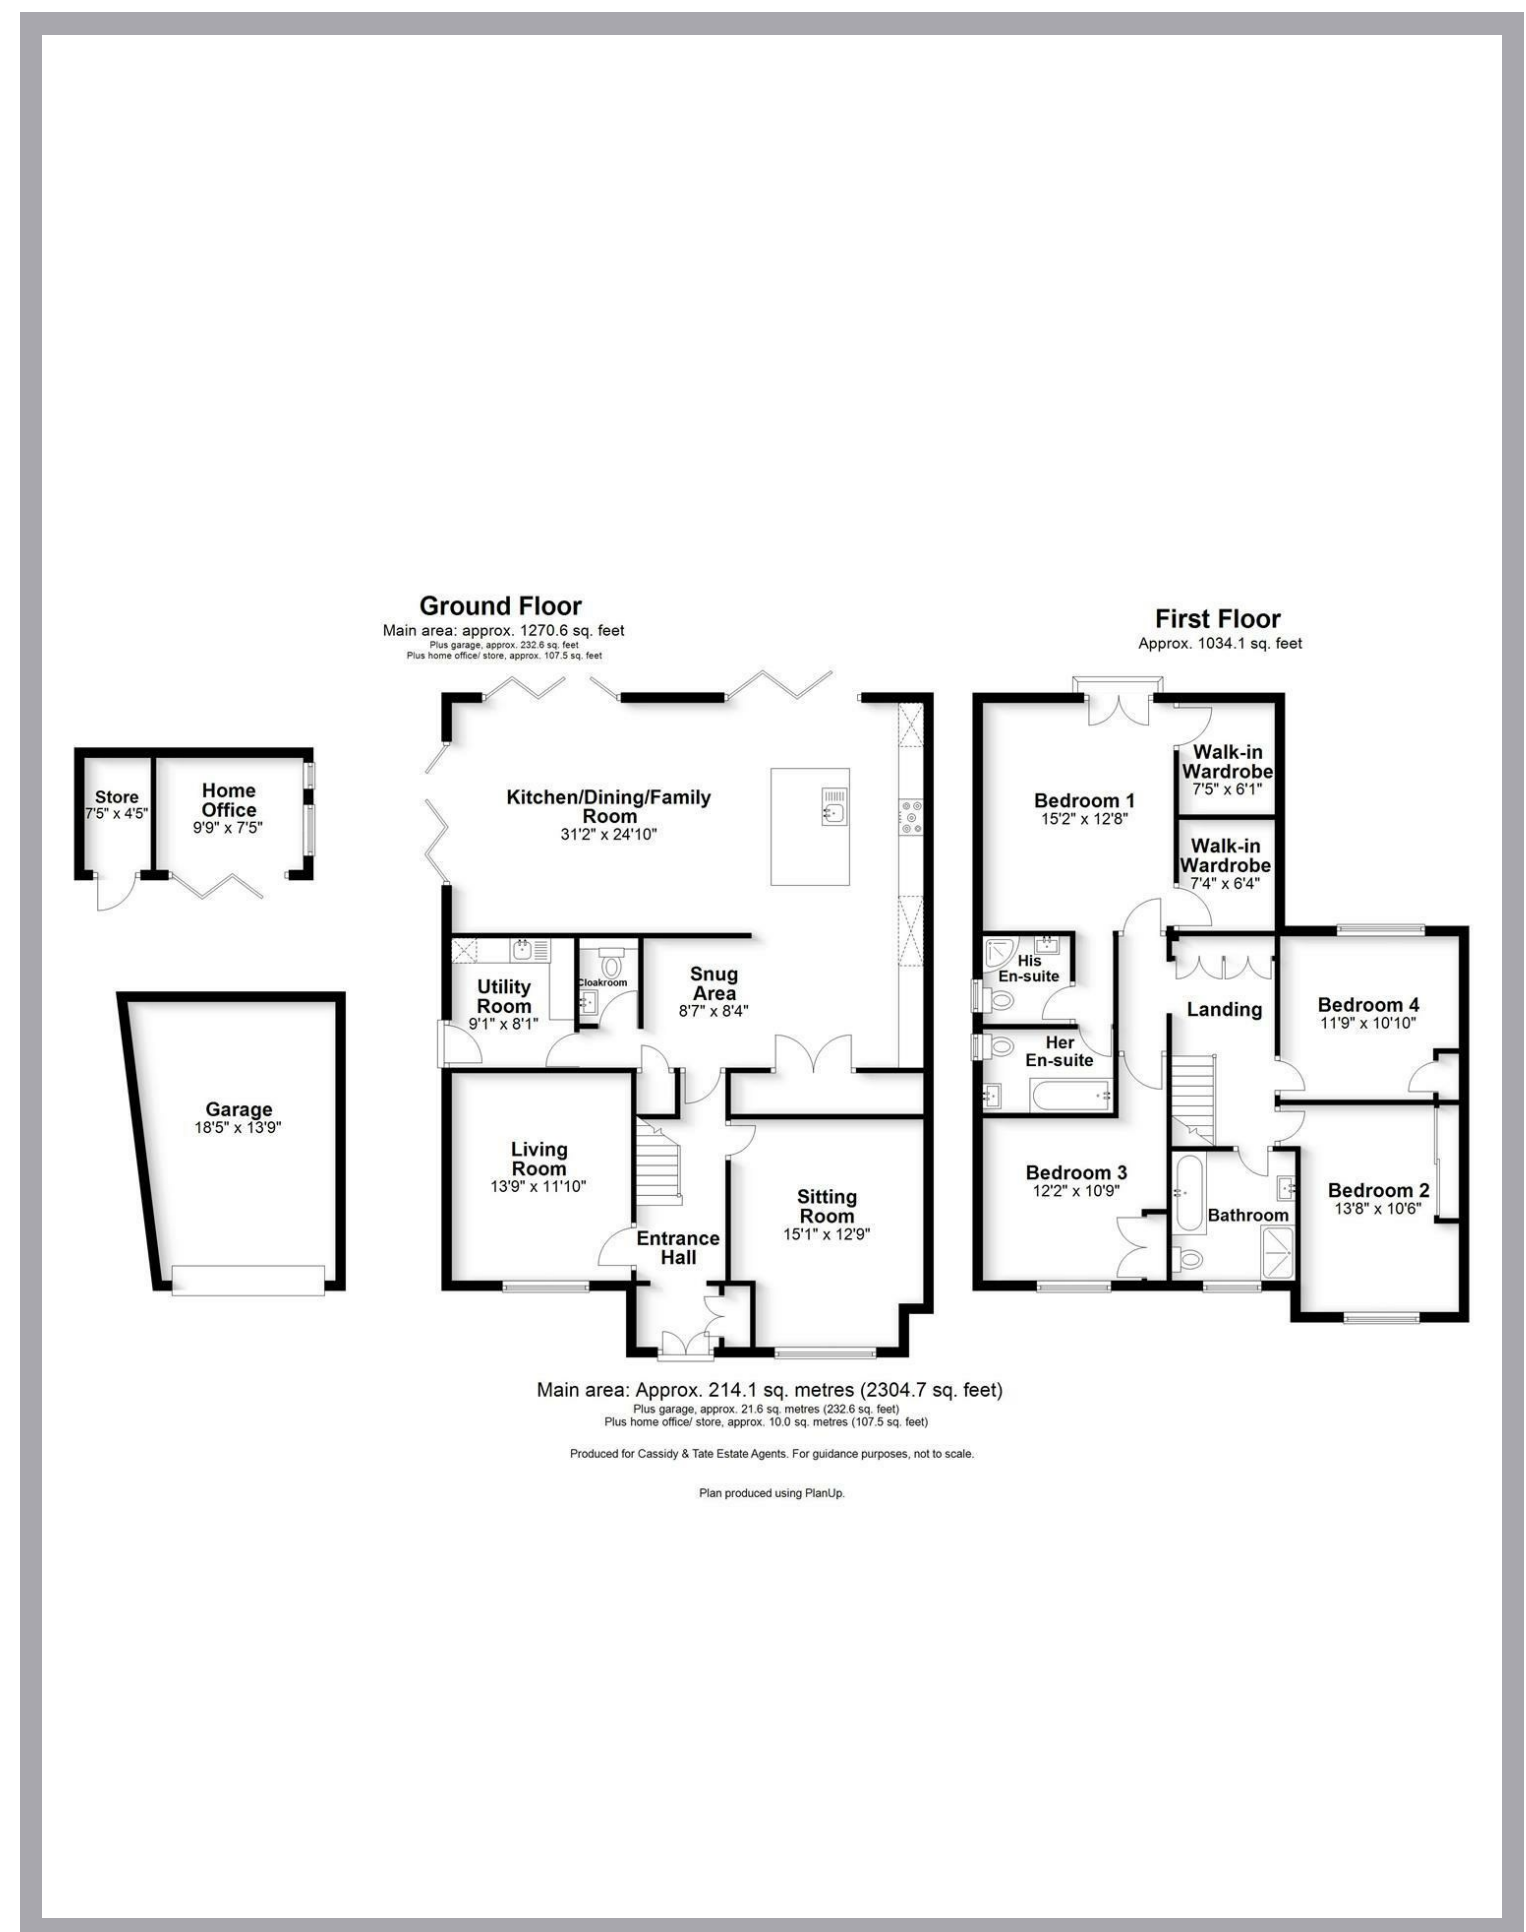 Ground Floor
Main area: approx. 1270.6 sq. feet
Plus garage, approx. 232.6 sq. feet
Plus home office/ store, approx. 107.5 sq. feet
First Floor
Approx. 1034.1 sq. feet
Store
7'5" x 4'5"
Home
Office
9'9" x 7'5"
Garage
18'5" x 13'9"
Kitchen/Dining/Family
Room
31'2" x 24'10"
Utility
Room
9'1" x 8'1"
Cloakroom
Snug
Area
8'7" x 8'4"
Living
Room
13'9" x 11'10"
Entrance
Hall
Sitting
Room
15'1" x 12'9"
Bedroom 1
15'2" x 12'8"
Walk-in
Wardrobe
7'5" x 6'1"
Walk-in
Wardrobe
7'4" x 6'4"
His
En-suite
Her
En-suite
Landing
Bedroom 4
11'9" x 10'10"
Bedroom 3
12'2" x 10'9"
Bathroom
Bedroom 2
13'8" x 10'6"
Main area: Approx. 214.1 sq. metres (2304.7 sq. feet)
Plus garage, approx. 21.6 sq. metres (232.6 sq. feet)
Plus home office/ store, approx. 10.0 sq. metres (107.5 sq. feet)
Produced for Cassidy & Tate Estate Agents. For guidance purposes, not to scale.
Plan produced using PlanUp.